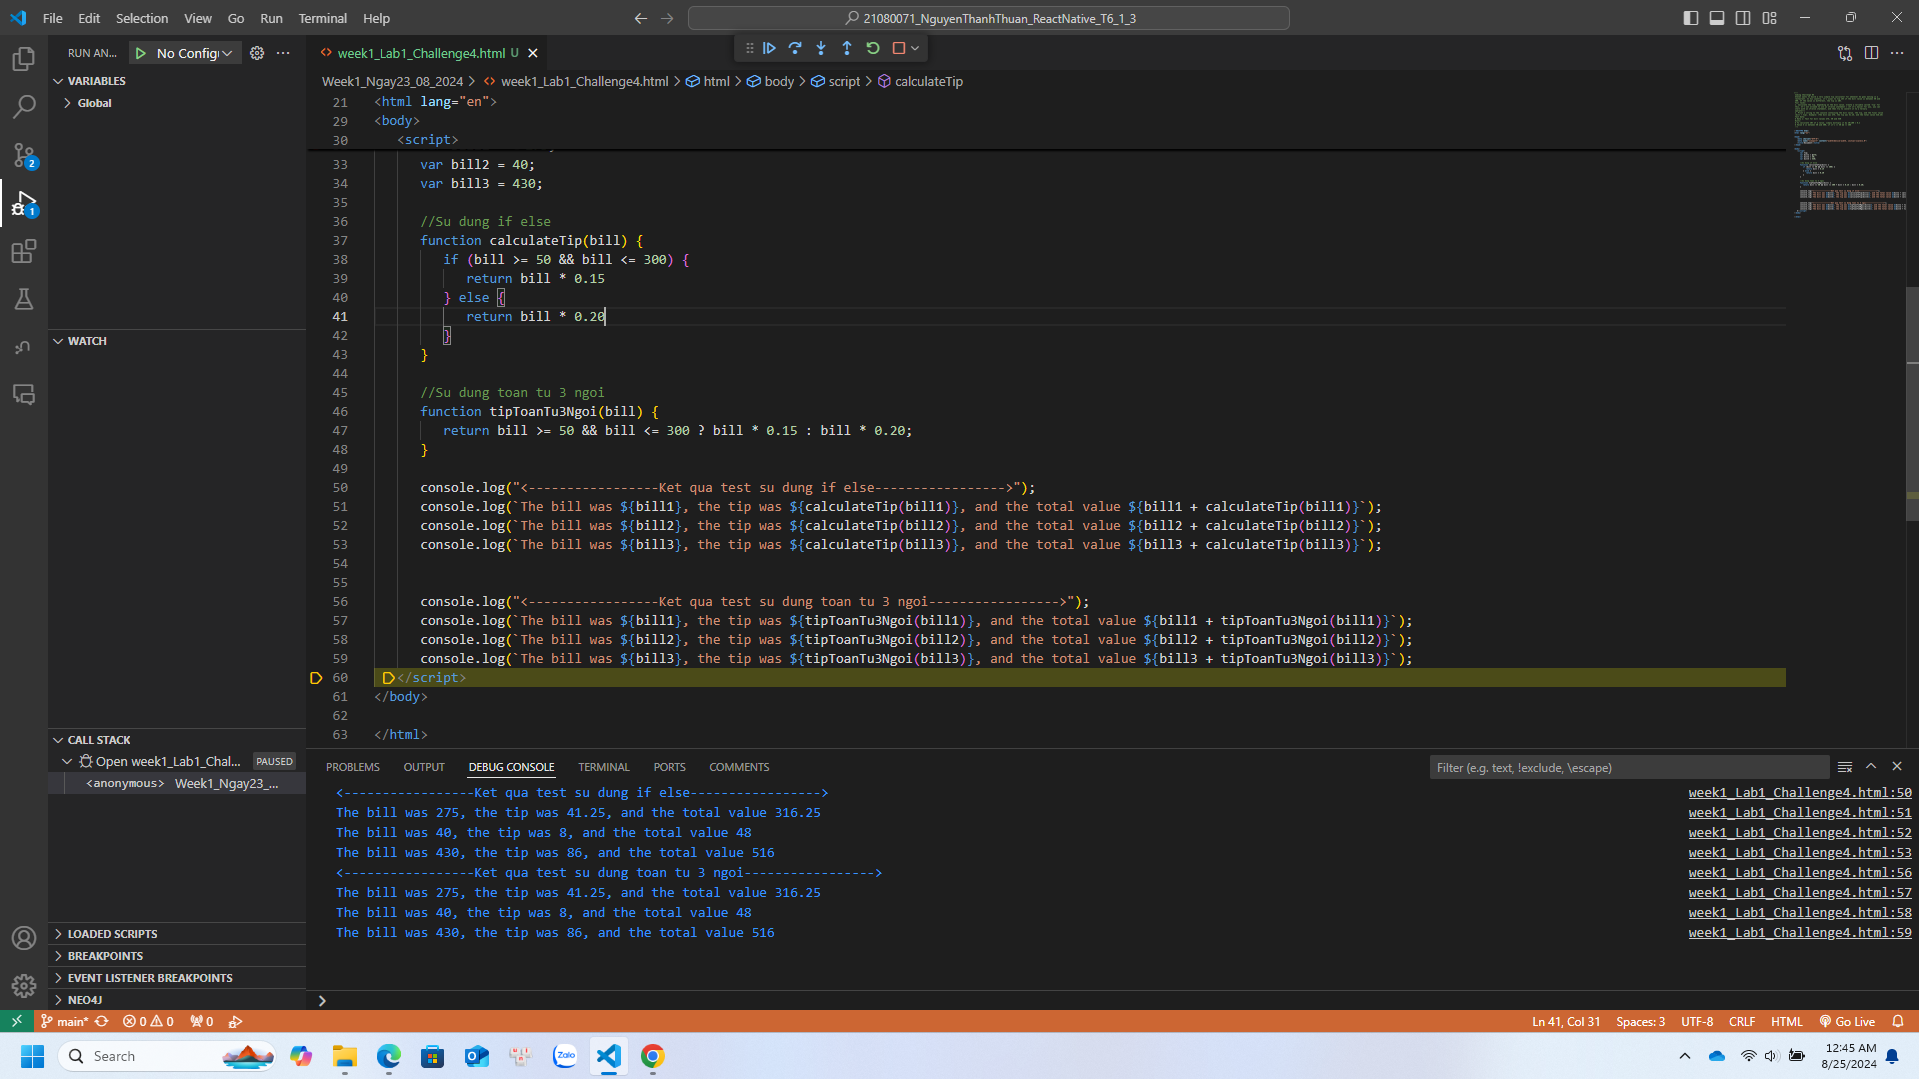 File Edit Selection View Go Run Terminal Help
21080071_NguyenThanhThuan_ReactNative_T6_1_3
RUN AN... No Config
week1_Lab1_Challenge4.html U
Week1_Ngay23_08_2024 > week1_Lab1_Challenge4.html > html > body > script > calculateTip
VARIABLES
Global
WATCH
CALL STACK
Open week1_Lab1_Chal... PAUSED
<anonymous> Week1_Ngay23_...
LOADED SCRIPTS
BREAKPOINTS
EVENT LISTENER BREAKPOINTS
NEO4J
2
1
21 <html lang="en">
29 <body>
30 <script>
33 var bill2 = 40;
34 var bill3 = 430;
35
36 //Su dung if else
37 function calculateTip(bill) {
38 if (bill >= 50 && bill <= 300) {
39 return bill * 0.15
40 } else {
41 return bill * 0.20
42 }
43 }
44
45 //Su dung toan tu 3 ngoi
46 function tipToanTu3Ngoi(bill) {
47 return bill >= 50 && bill <= 300 ? bill * 0.15 : bill * 0.20;
48 }
49
50 console.log("<-----------------Ket qua test su dung if else----------------->");
51 console.log(`The bill was ${bill1}, the tip was ${calculateTip(bill1)}, and the total value ${bill1 + calculateTip(bill1)}`);
52 console.log(`The bill was ${bill2}, the tip was ${calculateTip(bill2)}, and the total value ${bill2 + calculateTip(bill2)}`);
53 console.log(`The bill was ${bill3}, the tip was ${calculateTip(bill3)}, and the total value ${bill3 + calculateTip(bill3)}`);
54
55
56 console.log("<-----------------Ket qua test su dung toan tu 3 ngoi----------------->");
57 console.log(`The bill was ${bill1}, the tip was ${tipToanTu3Ngoi(bill1)}, and the total value ${bill1 + tipToanTu3Ngoi(bill1)}`);
58 console.log(`The bill was ${bill2}, the tip was ${tipToanTu3Ngoi(bill2)}, and the total value ${bill2 + tipToanTu3Ngoi(bill2)}`);
59 console.log(`The bill was ${bill3}, the tip was ${tipToanTu3Ngoi(bill3)}, and the total value ${bill3 + tipToanTu3Ngoi(bill3)}`);
60 </script>
61 </body>
62
63 </html>
PROBLEMS OUTPUT DEBUG CONSOLE TERMINAL PORTS COMMENTS Filter (e.g. text, !exclude, \escape)
<-----------------Ket qua test su dung if else-----------------> week1_Lab1_Challenge4.html:50
The bill was 275, the tip was 41.25, and the total value 316.25 week1_Lab1_Challenge4.html:51
The bill was 40, the tip was 8, and the total value 48 week1_Lab1_Challenge4.html:52
The bill was 430, the tip was 86, and the total value 516 week1_Lab1_Challenge4.html:53
<-----------------Ket qua test su dung toan tu 3 ngoi-----------------> week1_Lab1_Challenge4.html:56
The bill was 275, the tip was 41.25, and the total value 316.25 week1_Lab1_Challenge4.html:57
The bill was 40, the tip was 8, and the total value 48 week1_Lab1_Challenge4.html:58
The bill was 430, the tip was 86, and the total value 516 week1_Lab1_Challenge4.html:59
main* 0 0 0 Ln 41, Col 31 Spaces: 3 UTF-8 CRLF HTML Go Live
Search
Zalo
12:45 AM
8/25/2024